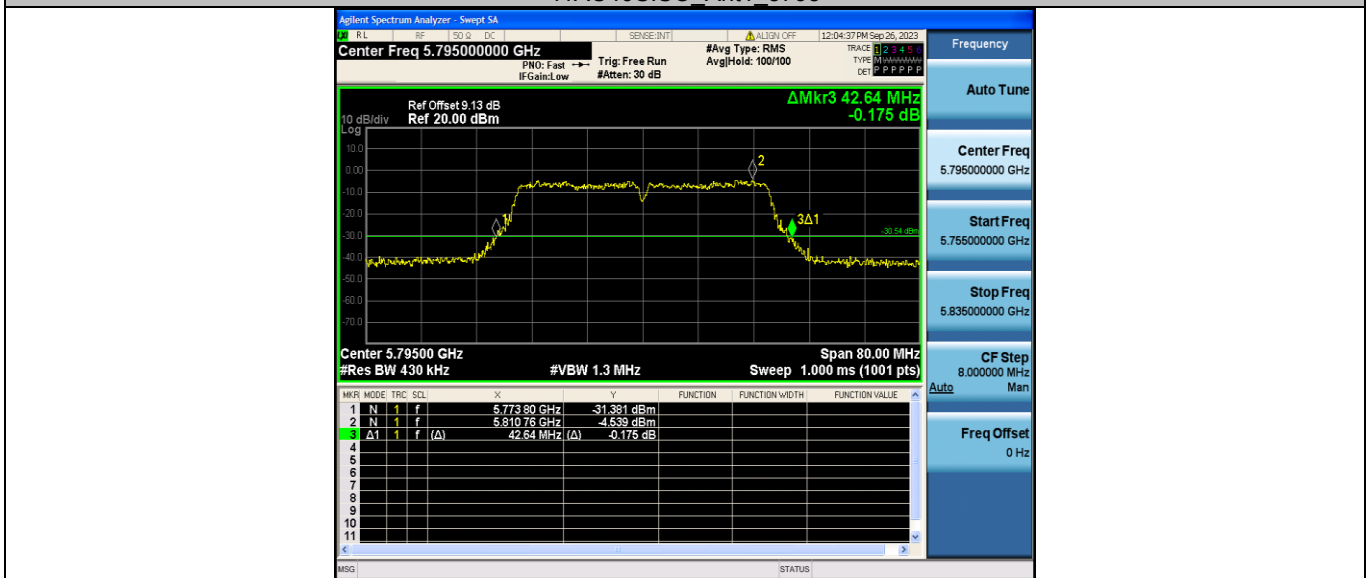 Agilent Spectrum Analyzer - Swept SA
RL RF 50 Ω DC SENSE:INT ALIGN OFF 12:04:37 PM Sep 26, 2023
Center Freq 5.795000000 GHz
PNO: Fast
IFGain:Low
Trig: Free Run
#Atten: 30 dB
#Avg Type: RMS
Avg|Hold: 100/100
TRACE 1 2 3 4 5 6
TYPE M
DET P P P P P P
Ref Offset 9.13 dB
10 dB/div Ref 20.00 dBm
Log
ΔMkr3 42.64 MHz
-0.175 dB
10.0
0.00
-10.0
-20.0
-30.0
-40.0
-50.0
-60.0
-70.0
1
2
3Δ1
-30.54 dBm
Center 5.79500 GHz Span 80.00 MHz
#Res BW 430 kHz #VBW 1.3 MHz Sweep 1.000 ms (1001 pts)
MKR MODE TRC SCL X Y FUNCTION FUNCTION WIDTH FUNCTION VALUE
1 N 1 f 5.773 80 GHz -31.381 dBm
2 N 1 f 5.810 76 GHz -4.539 dBm
3 Δ1 1 f (Δ) 42.64 MHz (Δ) -0.175 dB
4
5
6
7
8
9
10
11
MSG STATUS
Frequency
Auto Tune
Center Freq
5.795000000 GHz
Start Freq
5.755000000 GHz
Stop Freq
5.835000000 GHz
CF Step
8.000000 MHz
Auto Man
Freq Offset
0 Hz